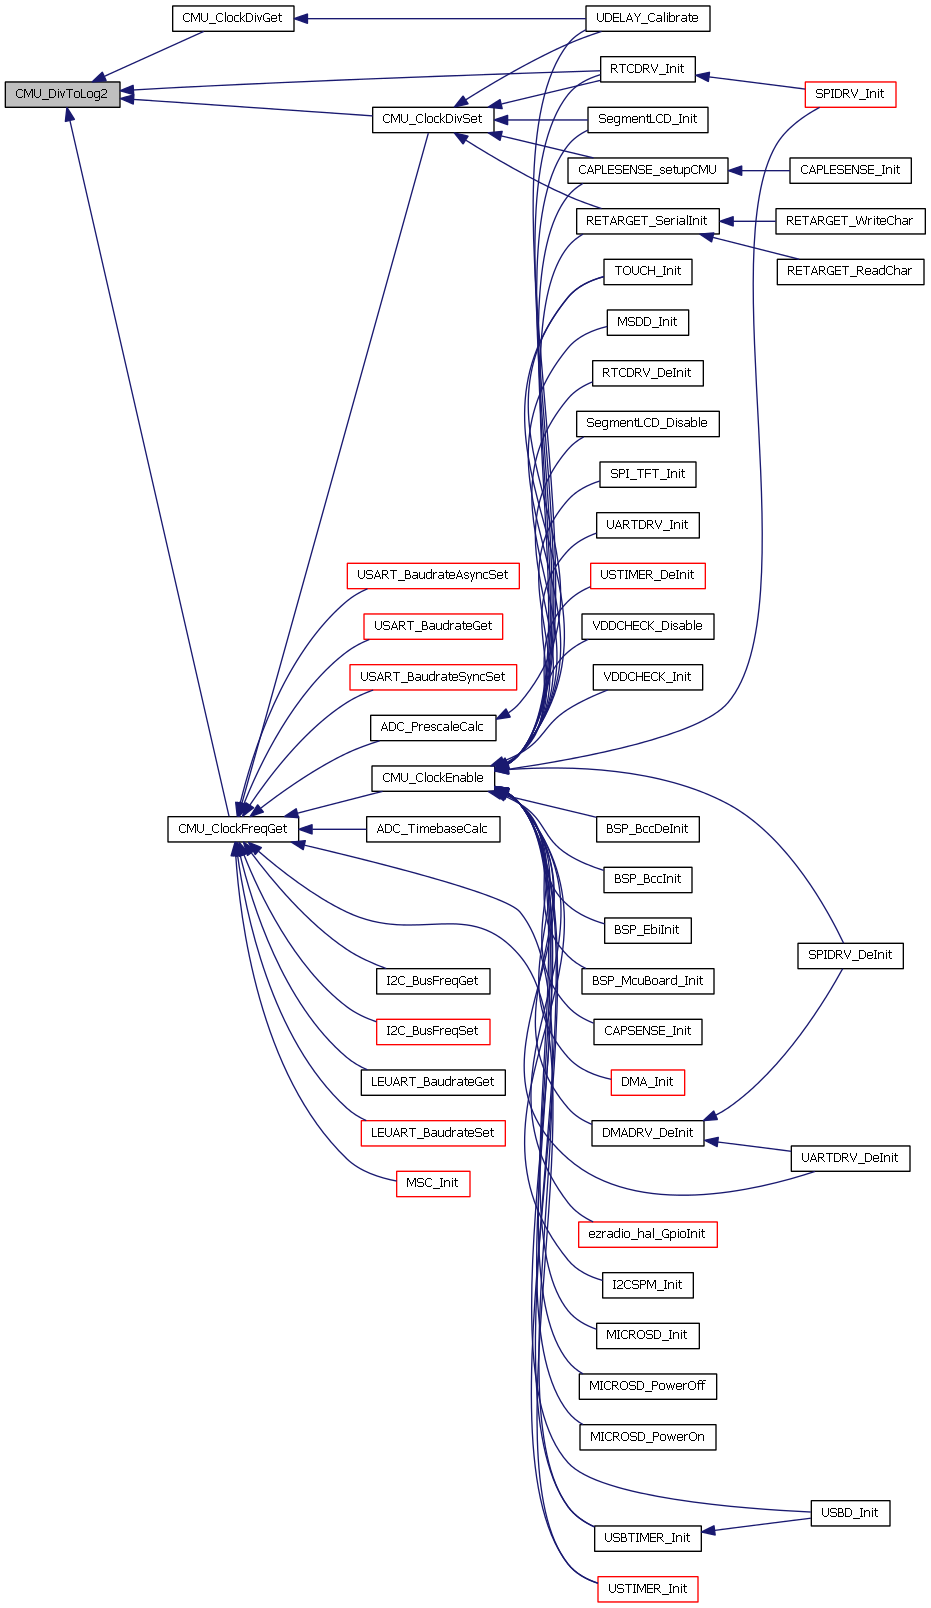 CMU_ClockDivGet
UDELAY_Calibrate
RTCDRV_Init
CMU_DivToLog2
SPIDRV_Init
CMU_ClockDivSet
SegmentLCD_Init
CAPLESENSE_setupCMU
CAPLESENSE_Init
RETARGET_SerialInit
RETARGET_WriteChar
TOUCH_Init
RETARGET_ReadChar
MSDD_Init
RTCDRV_DeInit
SegmentLCD_Disable
SPI_TFT_Init
UARTDRV_Init
USART_BaudrateAsyncSet
USTIMER_DeInit
USART_BaudrateGet
VDDCHECK_Disable
USART_BaudrateSyncSet
VDDCHECK_Init
ADC_PrescaleCalc
CMU_ClockEnable
CMU_ClockFreqGet
ADC_TimebaseCalc
BSP_BccDeInit
BSP_BccInit
BSP_EbiInit
SPIDRV_DeInit
I2C_BusFreqGet
BSP_McuBoard_Init
I2C_BusFreqSet
CAPSENSE_Init
LEUART_BaudrateGet
DMA_Init
LEUART_BaudrateSet
DMADRV_DeInit
UARTDRV_DeInit
MSC_Init
ezradio_hal_GpioInit
I2CSPM_Init
MICROSD_Init
MICROSD_PowerOff
MICROSD_PowerOn
USBD_Init
USBTIMER_Init
USTIMER_Init